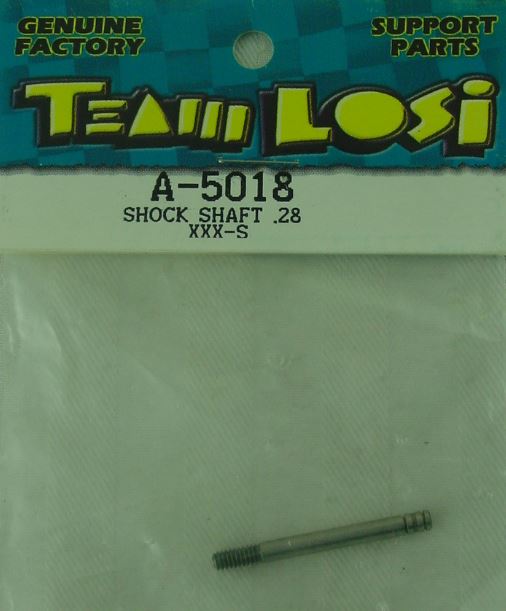 GENUINE
FACTORY
SUPPORT
PARTS
TEAM LOSI
A-5018
SHOCK SHAFT .28
XXX-S